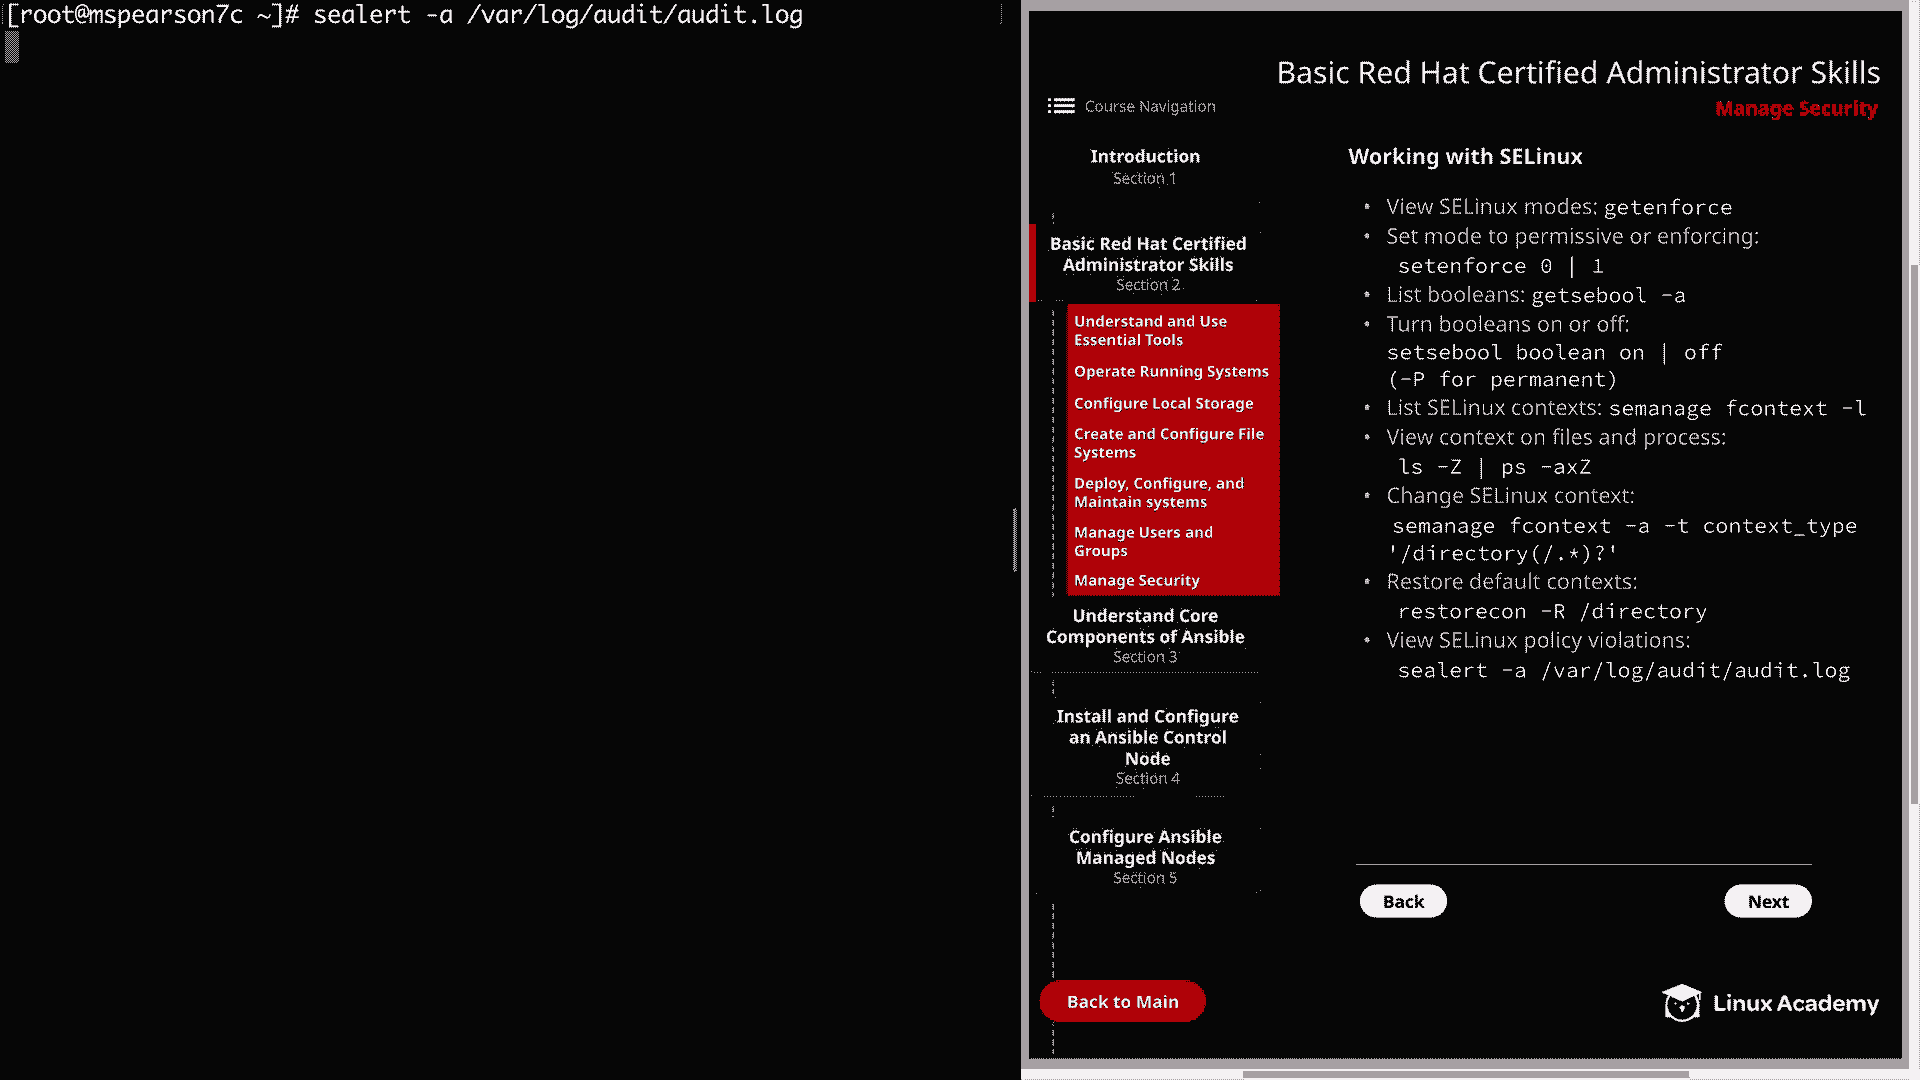 [root@mspearson7c ~]# sealert -a /var/log/audit/audit.log
Basic Red Hat Certified Administrator Skills
Manage Security
Course Navigation
Introduction
Section 1
Basic Red Hat Certified
Administrator Skills
Section 2
Understand and Use
Essential Tools
Operate Running Systems
Configure Local Storage
Create and Configure File
Systems
Deploy, Configure, and
Maintain systems
Manage Users and
Groups
Manage Security
Understand Core
Components of Ansible
Section 3
Install and Configure
an Ansible Control
Node
Section 4
Configure Ansible
Managed Nodes
Section 5
Back to Main
Working with SELinux
• View SELinux modes: getenforce
• Set mode to permissive or enforcing:
setenforce 0 | 1
• List booleans: getsebool -a
• Turn booleans on or off:
setsebool boolean on | off
(-P for permanent)
• List SELinux contexts: semanage fcontext -l
• View context on files and process:
ls -Z | ps -axZ
• Change SELinux context:
semanage fcontext -a -t context_type
'/directory(/.*)?'
• Restore default contexts:
restorecon -R /directory
• View SELinux policy violations:
sealert -a /var/log/audit/audit.log
Back
Next
Linux Academy